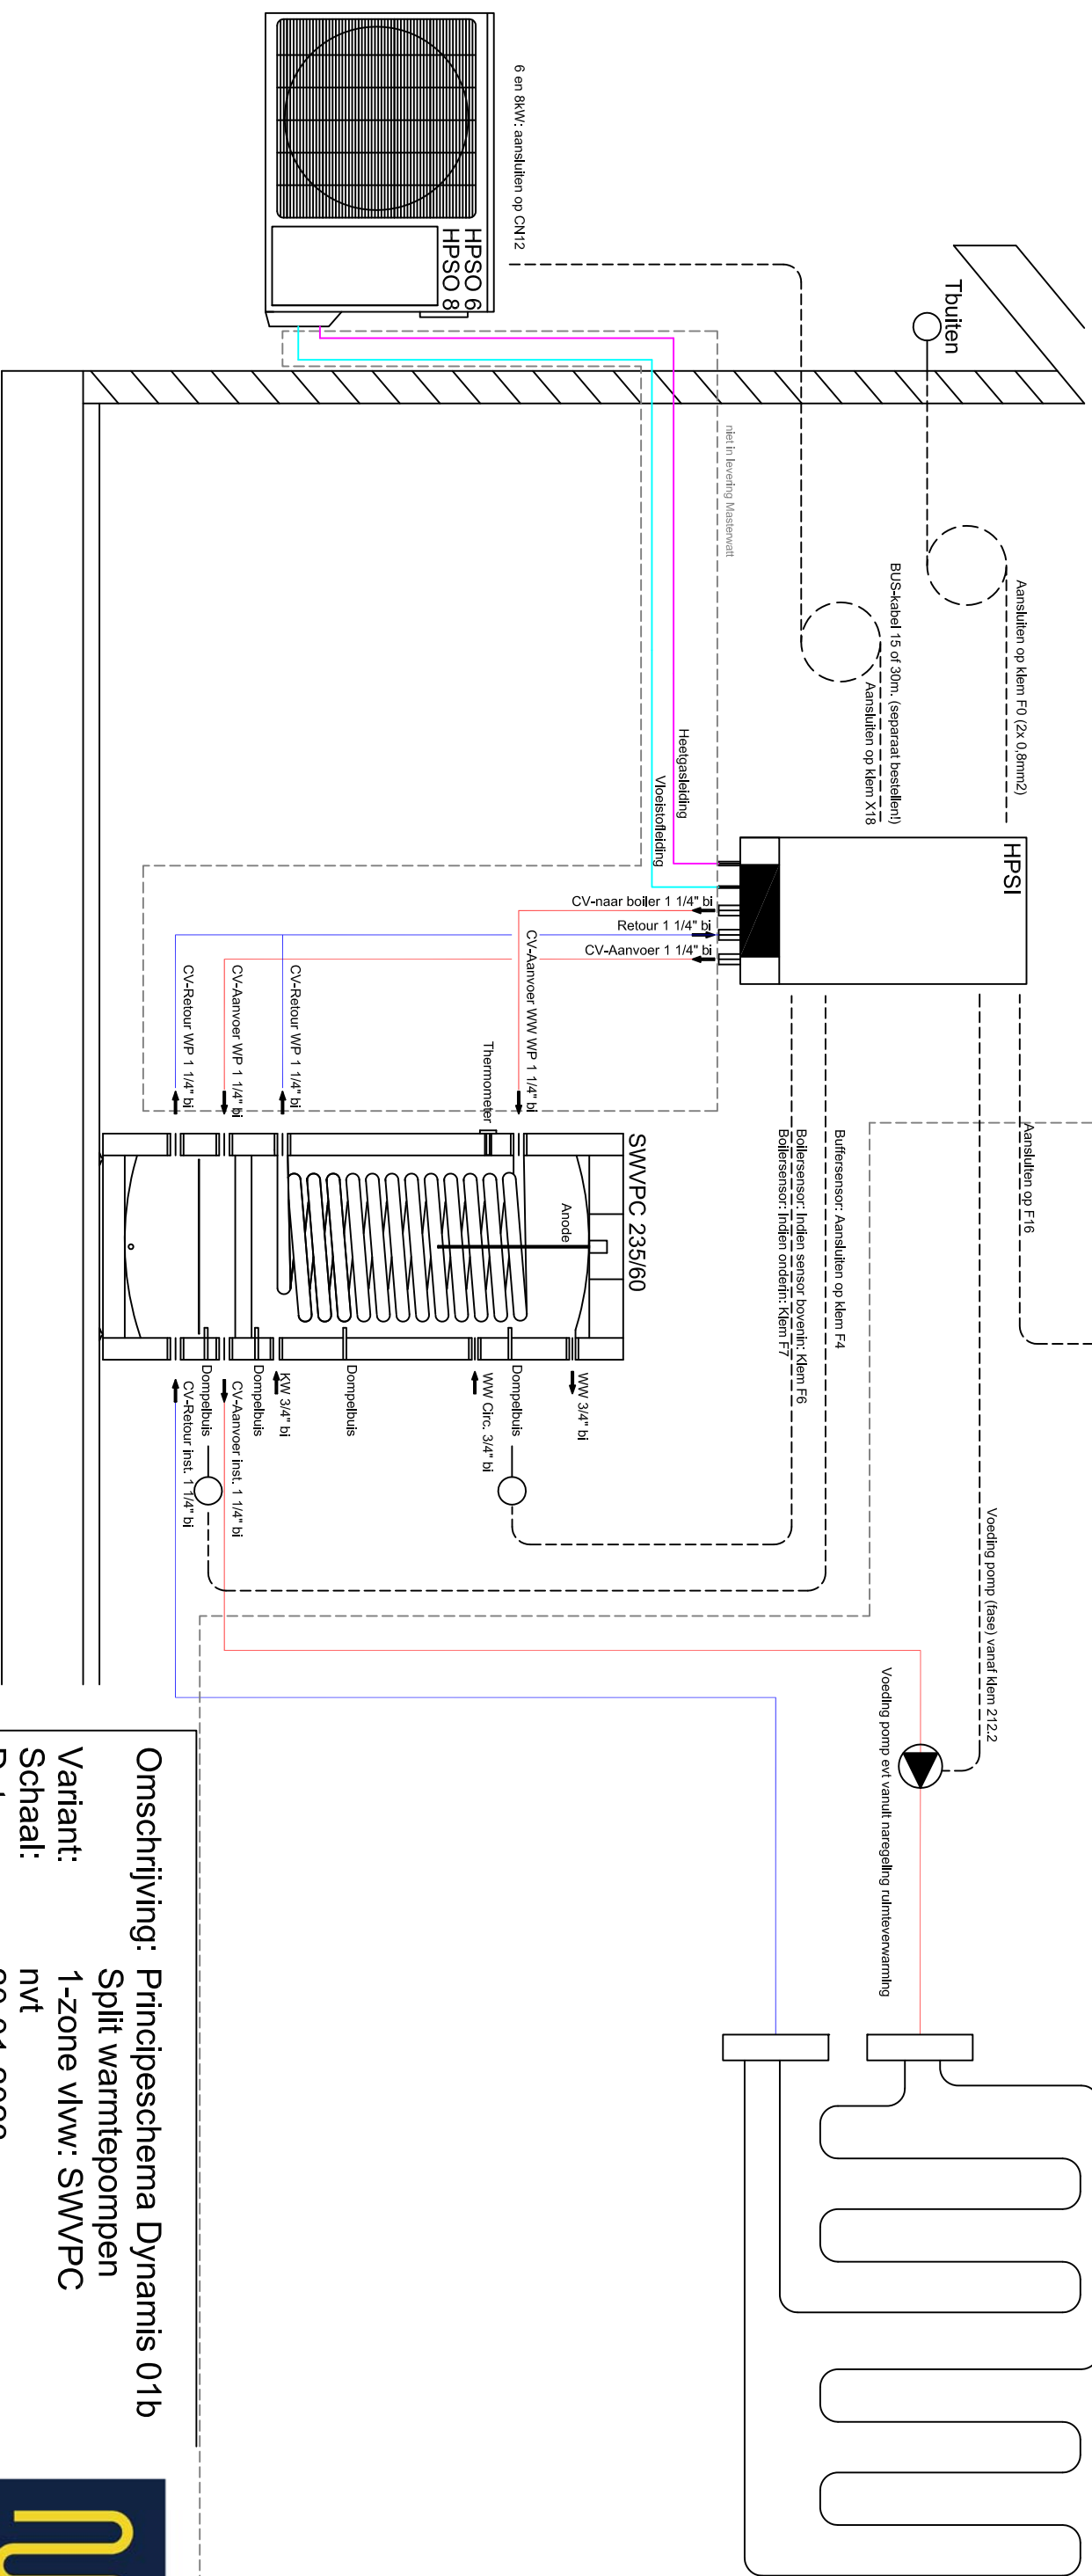 Tbuiten
Aansluiten op klem F0 (2x 0,8mm2)
BUS-kabel 15 of 30m. (separaat bestellen!)
Aansluiten op klem X18
6 en 8kW: aansluiten op CN12
HPSO 6
HPSO 8
niet in levering Masterwatt
Heetgasleiding
Vloeistofleiding
HPSI
CV-naar boiler 1 1/4" bi
Retour 1 1/4" bi
CV-Aanvoer 1 1/4" bi
Aansluiten op F16
Voeding pomp (fase) vanaf klem 212.2
Buffersensor: Aansluiten op klem F4
Boilersensor: Indien sensor bovenin: Klem F6
Boilersensor: Indien onderin: Klem F7
CV-Aanvoer WW WP 1 1/4" bi
Thermometer
CV-Retour WP 1 1/4" bi
CV-Aanvoer WP 1 1/4" bi
CV-Retour WP 1 1/4" bi
SWVPC 235/60
Anode
WW 3/4" bi
Dompelbuis
WW Circ. 3/4" bi
Dompelbuis
KW 3/4" bi
Dompelbuis
CV-Aanvoer inst. 1 1/4" bi
Dompelbuis
CV-Retour inst. 1 1/4" bi
Voeding pomp evt vanuit naregeling ruimteverwarming
Omschrijving: Principeschema Dynamis 01b
Split warmtepompen
Variant: 1-zone vlvw: SWVPC
Schaal: nvt